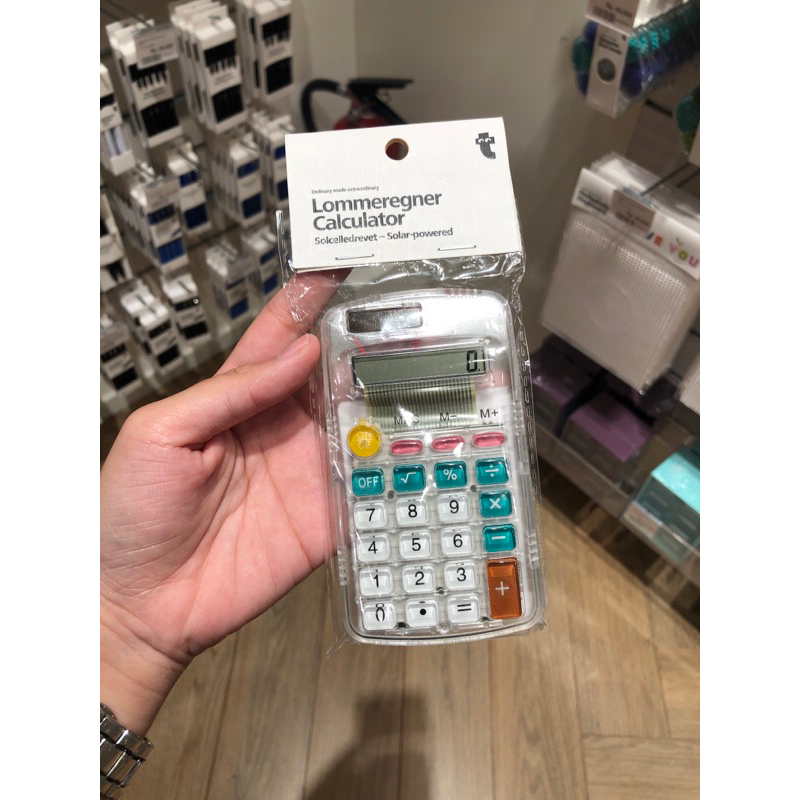 t
Ordinary made extraordinary
Lommeregner
Calculator
Solcelledrevet – Solar-powered
0.
M– M+
OFF √ % ÷
7 8 9 ×
4 5 6 –
1 2 3 +
0 • =
YOU